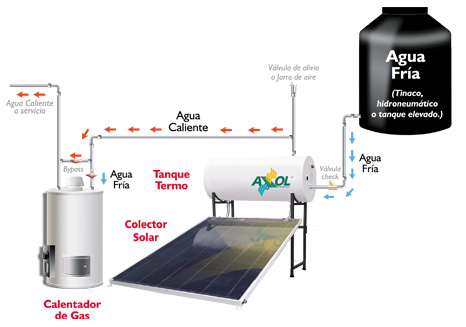 Agua
Fría
(Tinaco,
hidroneumático
o tanque elevado.)
Válvula de alivio
o Jarro de aire
Agua Caliente
a servicio
Agua
Caliente
Bypass
Agua
Fría
Tanque
Termo
AXOL
Válvula
check
Agua
Fría
Colector
Solar
Calentador
de Gas